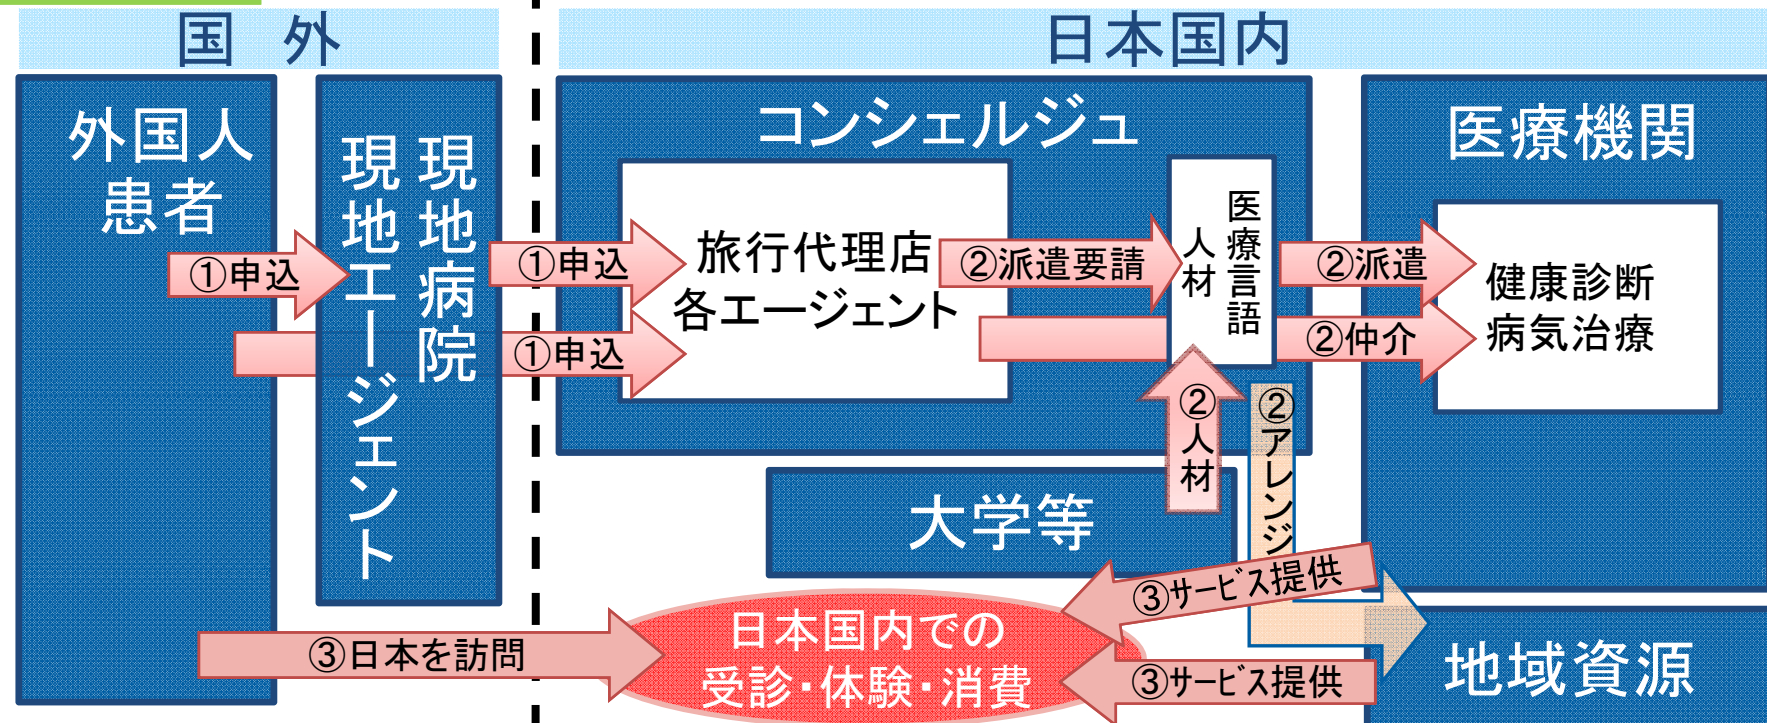 国 外
日本国内
外国人
患者
現地病院
現地エージェント
コンシェルジュ
医療機関
旅行代理店
各エージェント
医療言語
人材
健康診断
病気治療
①申込
①申込
①申込
②派遣要請
②派遣
②仲介
②人材
②アレンジ
大学等
③サービス提供
③日本を訪問
日本国内での
受診・体験・消費
③サービス提供
地域資源